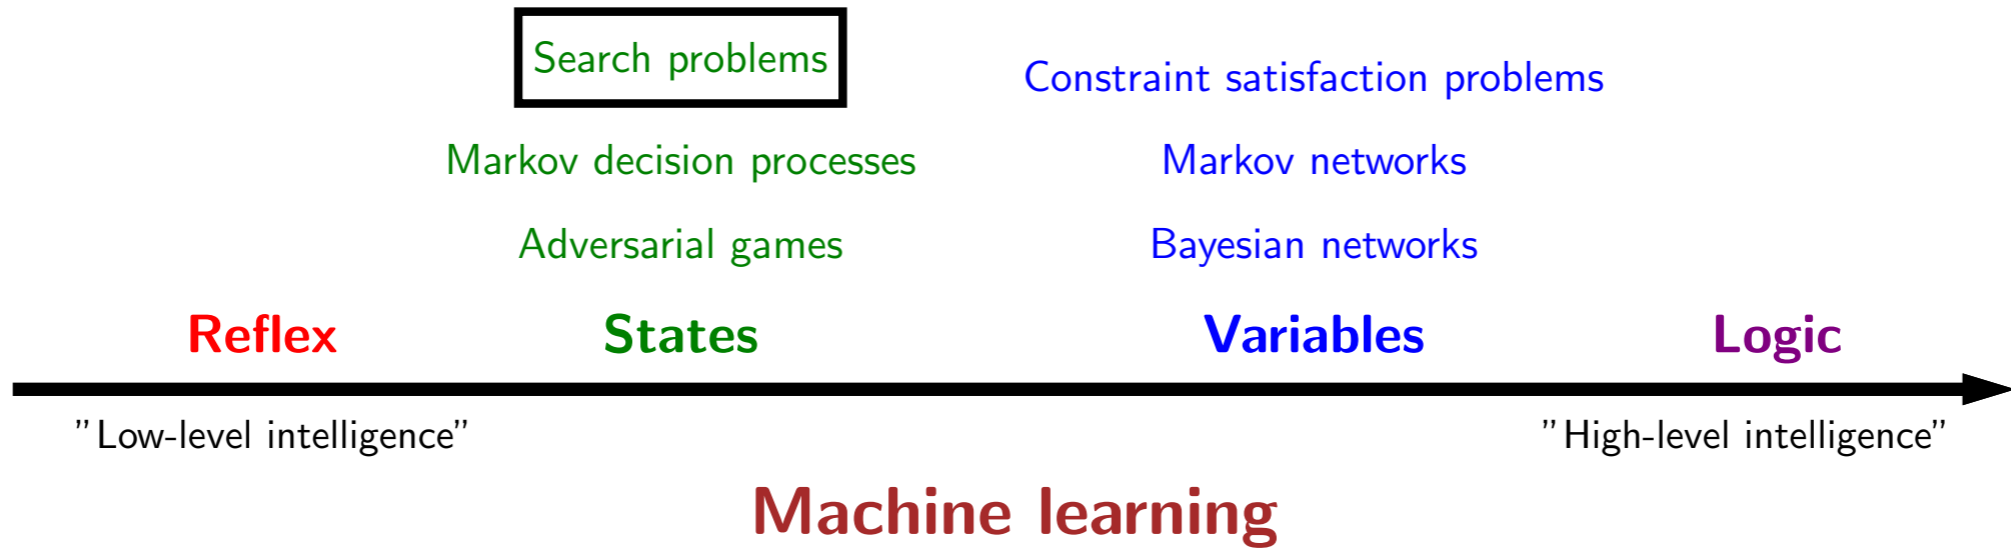 Search problems
Constraint satisfaction problems
Markov decision processes
Markov networks
Adversarial games
Bayesian networks
Reflex
States
Variables
Logic
"Low-level intelligence"
"High-level intelligence"
Machine learning